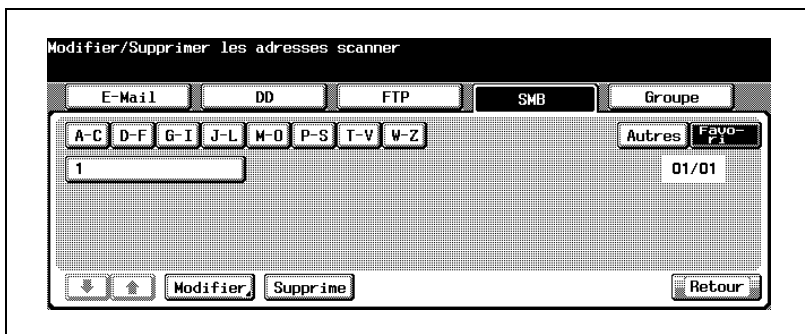 Modifier/Supprimer les adresses scanner
E-Mail DD FTP SMB Groupe
A-C D-F G-I J-L M-O P-S T-V W-Z Autres Favo-
ri
1 01/01
Modifier Supprime Retour